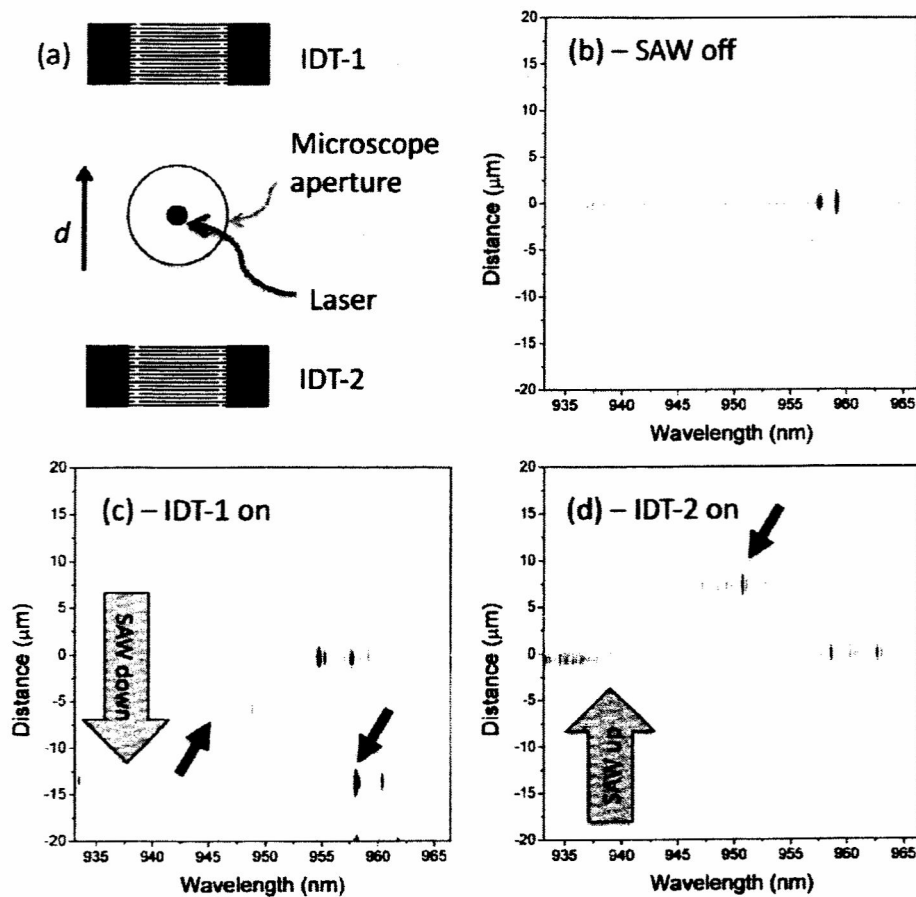 (a)
IDT-1
Microscope
aperture
d
Laser
IDT-2
(b) – SAW off
20
15
10
5
0
-5
-10
-15
-20
Distance (μm)
935 940 945 950 955 960 965
Wavelength (nm)
(c) – IDT-1 on
20
15
10
5
0
-5
-10
-15
-20
Distance (μm)
SAW down
935 940 945 950 955 960 965
Wavelength (nm)
(d) – IDT-2 on
20
15
10
5
0
-5
-10
-15
-20
Distance (μm)
SAW up
935 940 945 950 955 960 965
Wavelength (nm)